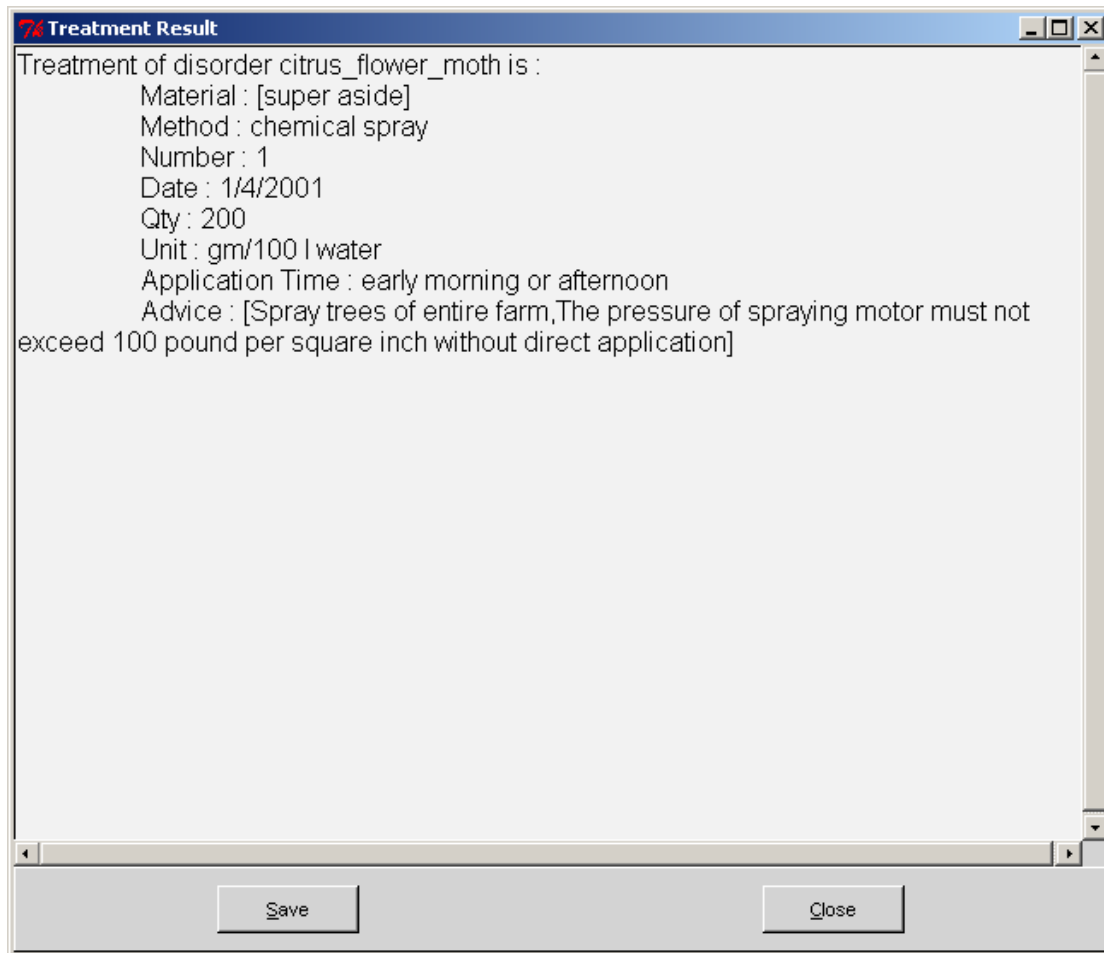 Treatment Result
Treatment of disorder citrus_flower_moth is :
Material : [super aside]
Method : chemical spray
Number : 1
Date : 1/4/2001
Qty : 200
Unit : gm/100 l water
Application Time : early morning or afternoon
Advice : [Spray trees of entire farm,The pressure of spraying motor must not
exceed 100 pound per square inch without direct application]
Save
Close